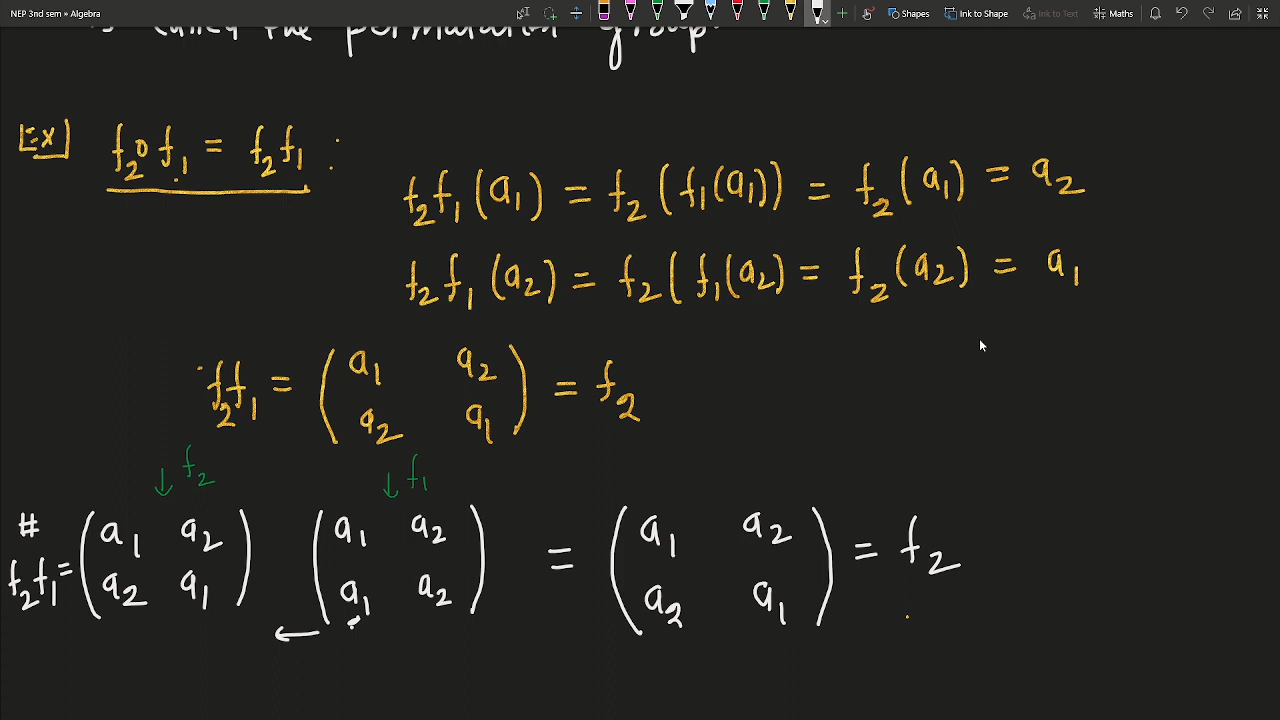 NEP 3rd sem » Algebra
Shapes Ink to Shape Ink to Text Maths
is called the permutation group.
Ex] f₂∘f₁ = f₂f₁ :
f₂f₁(a₁) = f₂(f₁(a₁)) = f₂(a₁) = a₂
f₂f₁(a₂) = f₂(f₁(a₂) = f₂(a₂) = a₁
f₂f₁ = ( a₁ a₂
a₂ a₁ ) = f₂
↓ f₂ ↓ f₁
#
f₂f₁ = ( a₁ a₂
a₂ a₁ ) ( a₁ a₂
a₁ a₂ ) = ( a₁ a₂
a₂ a₁ ) = f₂
←